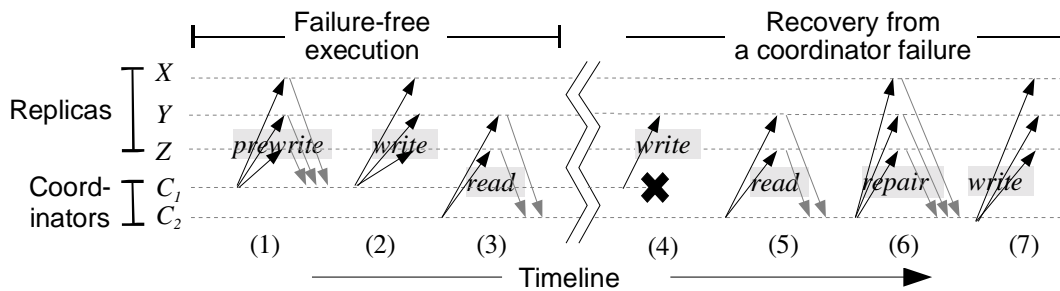 Failure-free
execution
Recovery from
a coordinator failure
Replicas
X
Y
Z
Coord-
inators
C1
C2
prewrite
write
read
write
read
repair
write
(1)
(2)
(3)
(4)
(5)
(6)
(7)
Timeline